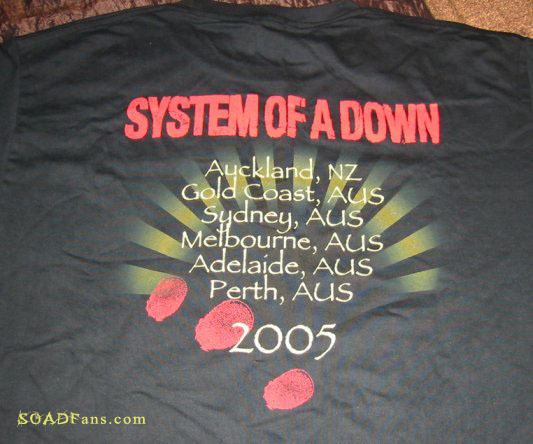 SYSTEM OF A DOWN
Auckland, NZ
Gold Coast, AUS
Sydney, AUS
Melbourne, AUS
Adelaide, AUS
Perth, AUS
2005
SOADFans.com